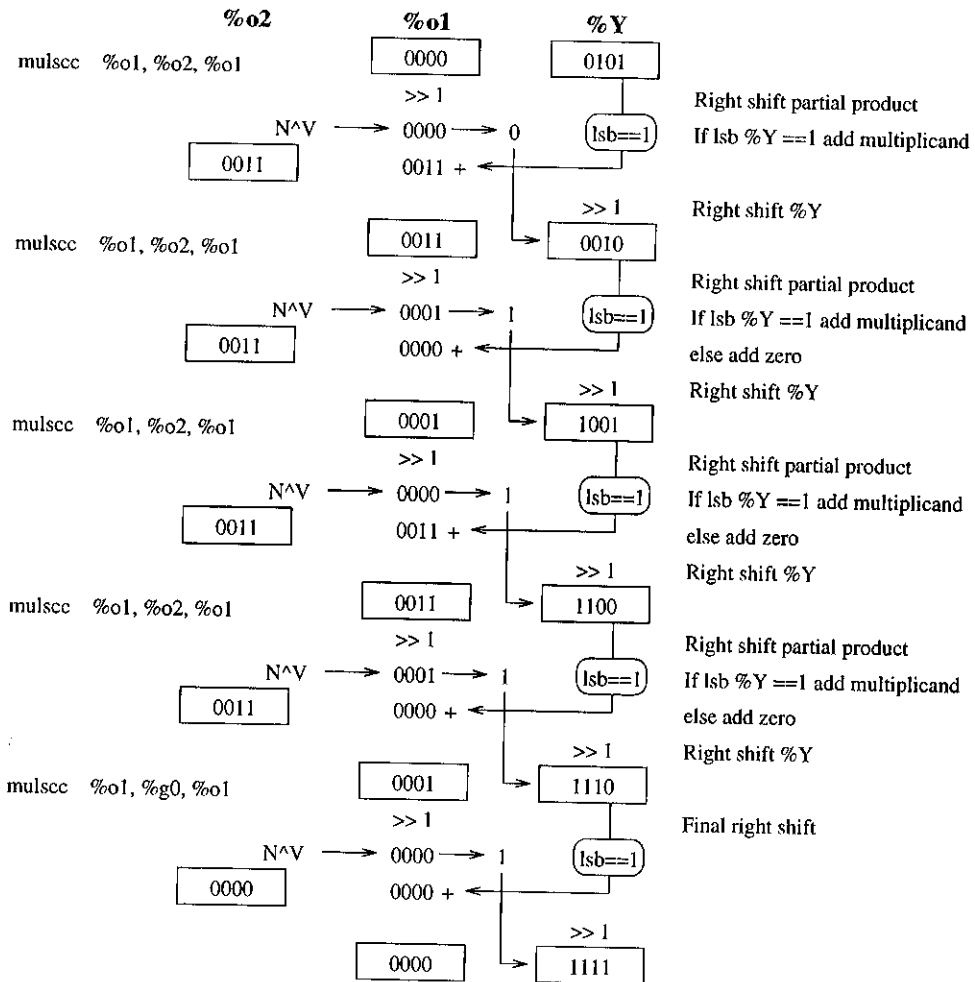 %o2 %o1 %Y
mulscc %o1, %o2, %o1 0000 0101
>> 1 Right shift partial product
N^V 0000 0 lsb==1 If lsb %Y ==1 add multiplicand
0011 0011 +
>> 1 Right shift %Y
mulscc %o1, %o2, %o1 0011 0010
>> 1 Right shift partial product
N^V 0001 1 lsb==1 If lsb %Y ==1 add multiplicand
0011 0000 + else add zero
>> 1 Right shift %Y
mulscc %o1, %o2, %o1 0001 1001
>> 1 Right shift partial product
N^V 0000 1 lsb==1 If lsb %Y ==1 add multiplicand
0011 0011 + else add zero
>> 1 Right shift %Y
mulscc %o1, %o2, %o1 0011 1100
>> 1 Right shift partial product
N^V 0001 1 lsb==1 If lsb %Y ==1 add multiplicand
0011 0000 + else add zero
>> 1 Right shift %Y
mulscc %o1, %g0, %o1 0001 1110
>> 1 Final right shift
N^V 0000 1 lsb==1
0000 0000 +
>> 1
0000 1111